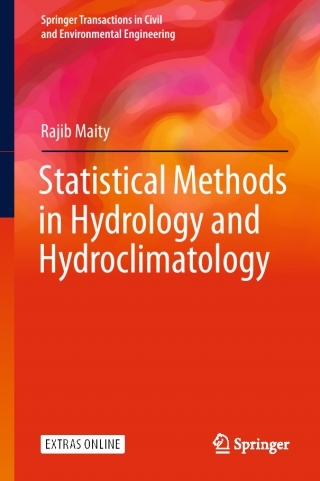 Springer Transactions in Civil
and Environmental Engineering
Rajib Maity
Statistical Methods
in Hydrology and
Hydroclimatology
EXTRAS ONLINE
Springer